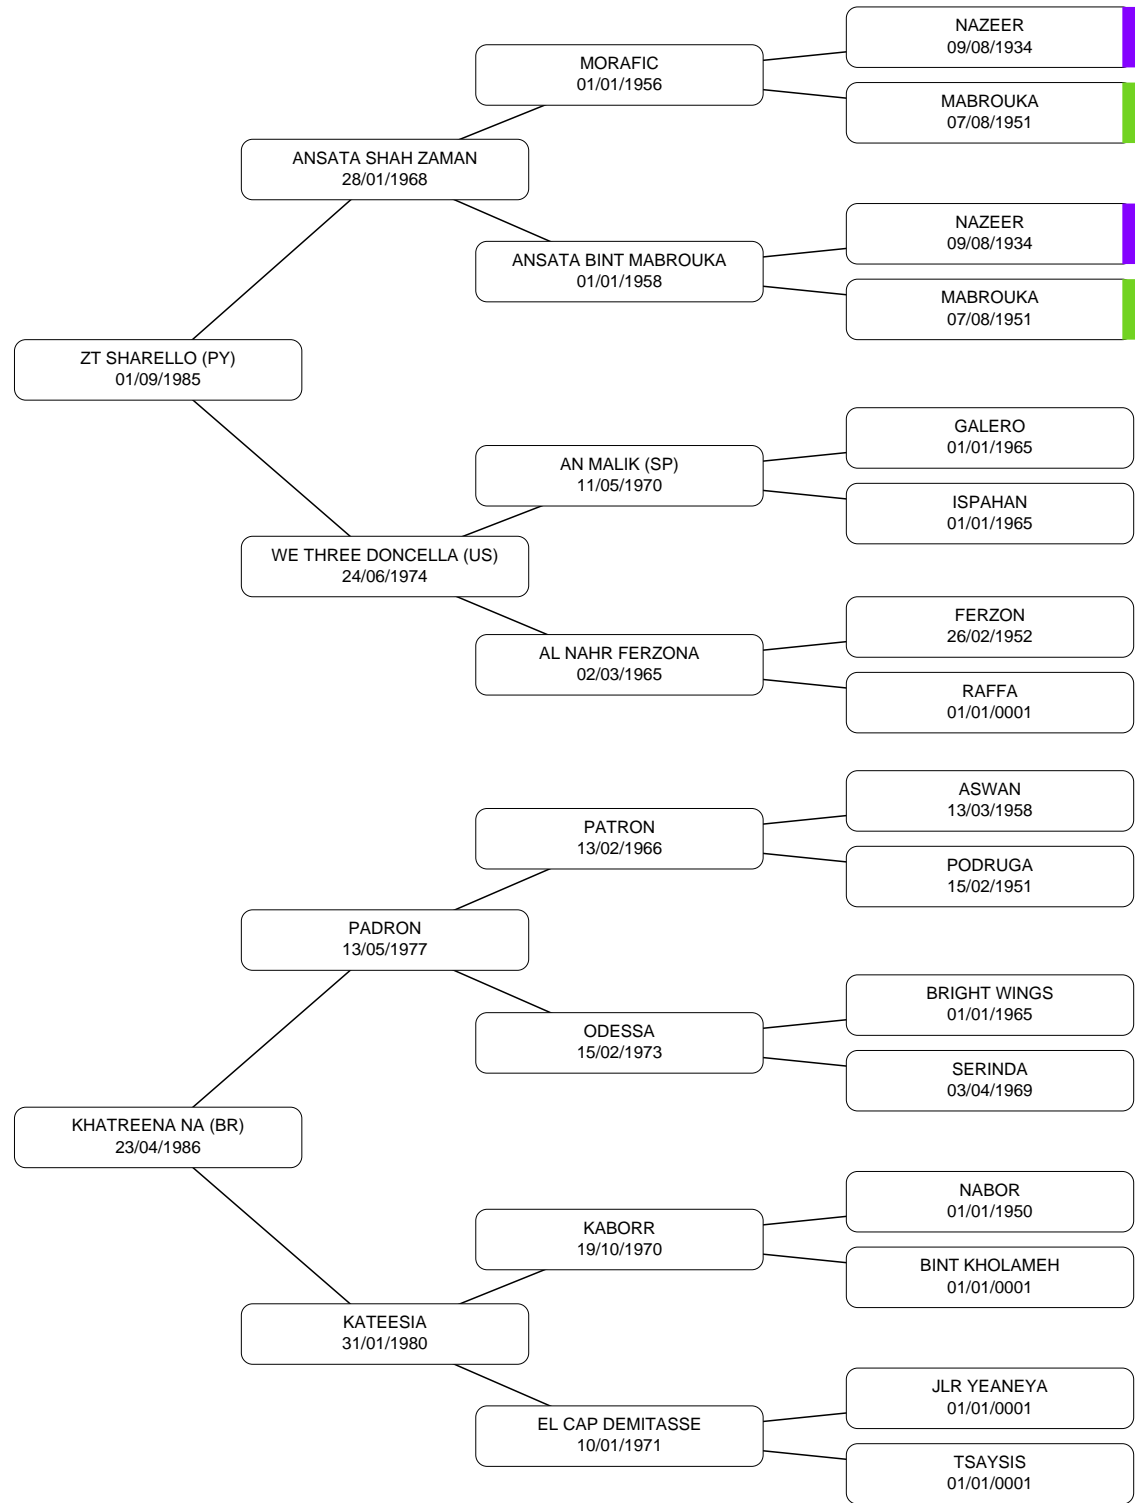 NAZEER
09/08/1934
MORAFIC
01/01/1956
MABROUKA
07/08/1951
ANSATA SHAH ZAMAN
28/01/1968
NAZEER
09/08/1934
ANSATA BINT MABROUKA
01/01/1958
MABROUKA
07/08/1951
ZT SHARELLO (PY)
01/09/1985
GALERO
01/01/1965
AN MALIK (SP)
11/05/1970
ISPAHAN
01/01/1965
WE THREE DONCELLA (US)
24/06/1974
FERZON
26/02/1952
AL NAHR FERZONA
02/03/1965
RAFFA
01/01/0001
ASWAN
13/03/1958
PATRON
13/02/1966
PODRUGA
15/02/1951
PADRON
13/05/1977
BRIGHT WINGS
01/01/1965
ODESSA
15/02/1973
SERINDA
03/04/1969
KHATREENA NA (BR)
23/04/1986
NABOR
01/01/1950
KABORR
19/10/1970
BINT KHOLAMEH
01/01/0001
KATEESIA
31/01/1980
JLR YEANEYA
01/01/0001
EL CAP DEMITASSE
10/01/1971
TSAYSIS
01/01/0001